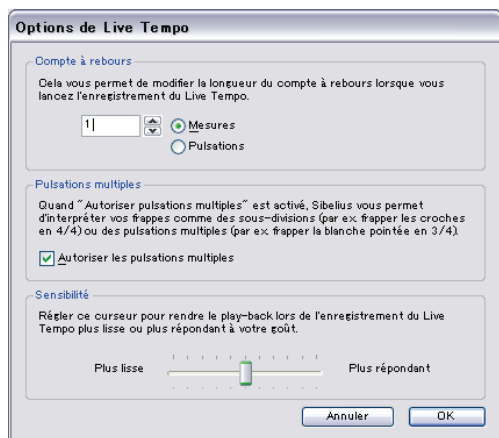 Options de Live Tempo
Compte à rebours
Cela vous permet de modifier la longueur du compte à rebours lorsque vous
lancez l'enregistrement du Live Tempo.
1
Mesures
Pulsations
Pulsations multiples
Quand "Autoriser pulsations multiples" est activé, Sibelius vous permet
d'interpréter vos frappes comme des sous-divisions (par ex. frapper les croches
en 4/4) ou des pulsations multiples (par ex. frapper la blanche pointée en 3/4).
Autoriser les pulsations multiples
Sensibilité
Régler ce curseur pour rendre le play-back lors de l'enregistrement du Live
Tempo plus lisse ou plus répondant à votre goût.
Plus lisse
Plus répondant
Annuler
OK